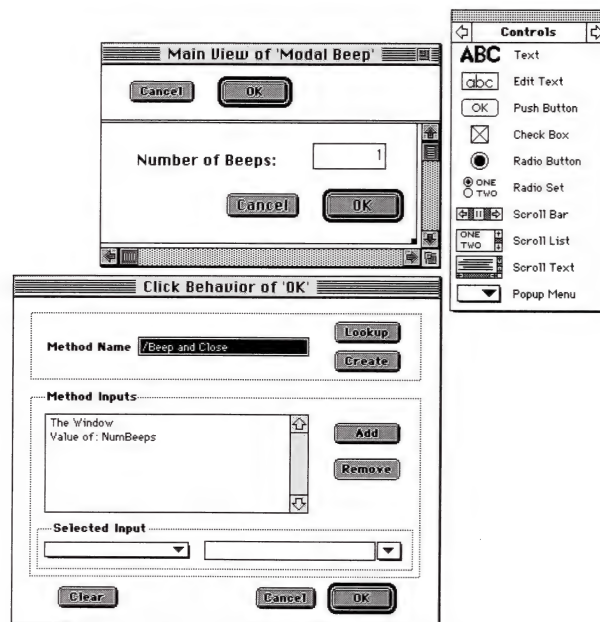 Main View of 'Modal Beep'
Cancel
OK
Number of Beeps:
1
Cancel
OK
Controls
ABC Text
abc Edit Text
OK Push Button
Check Box
Radio Button
ONE
TWO
Radio Set
Scroll Bar
ONE
TWO
Scroll List
Scroll Text
Popup Menu
Click Behavior of 'OK'
Method Name
/Beep and Close
Lookup
Create
Method Inputs
The Window
Value of: NumBeeps
Add
Remove
Selected Input
Clear
Cancel
OK